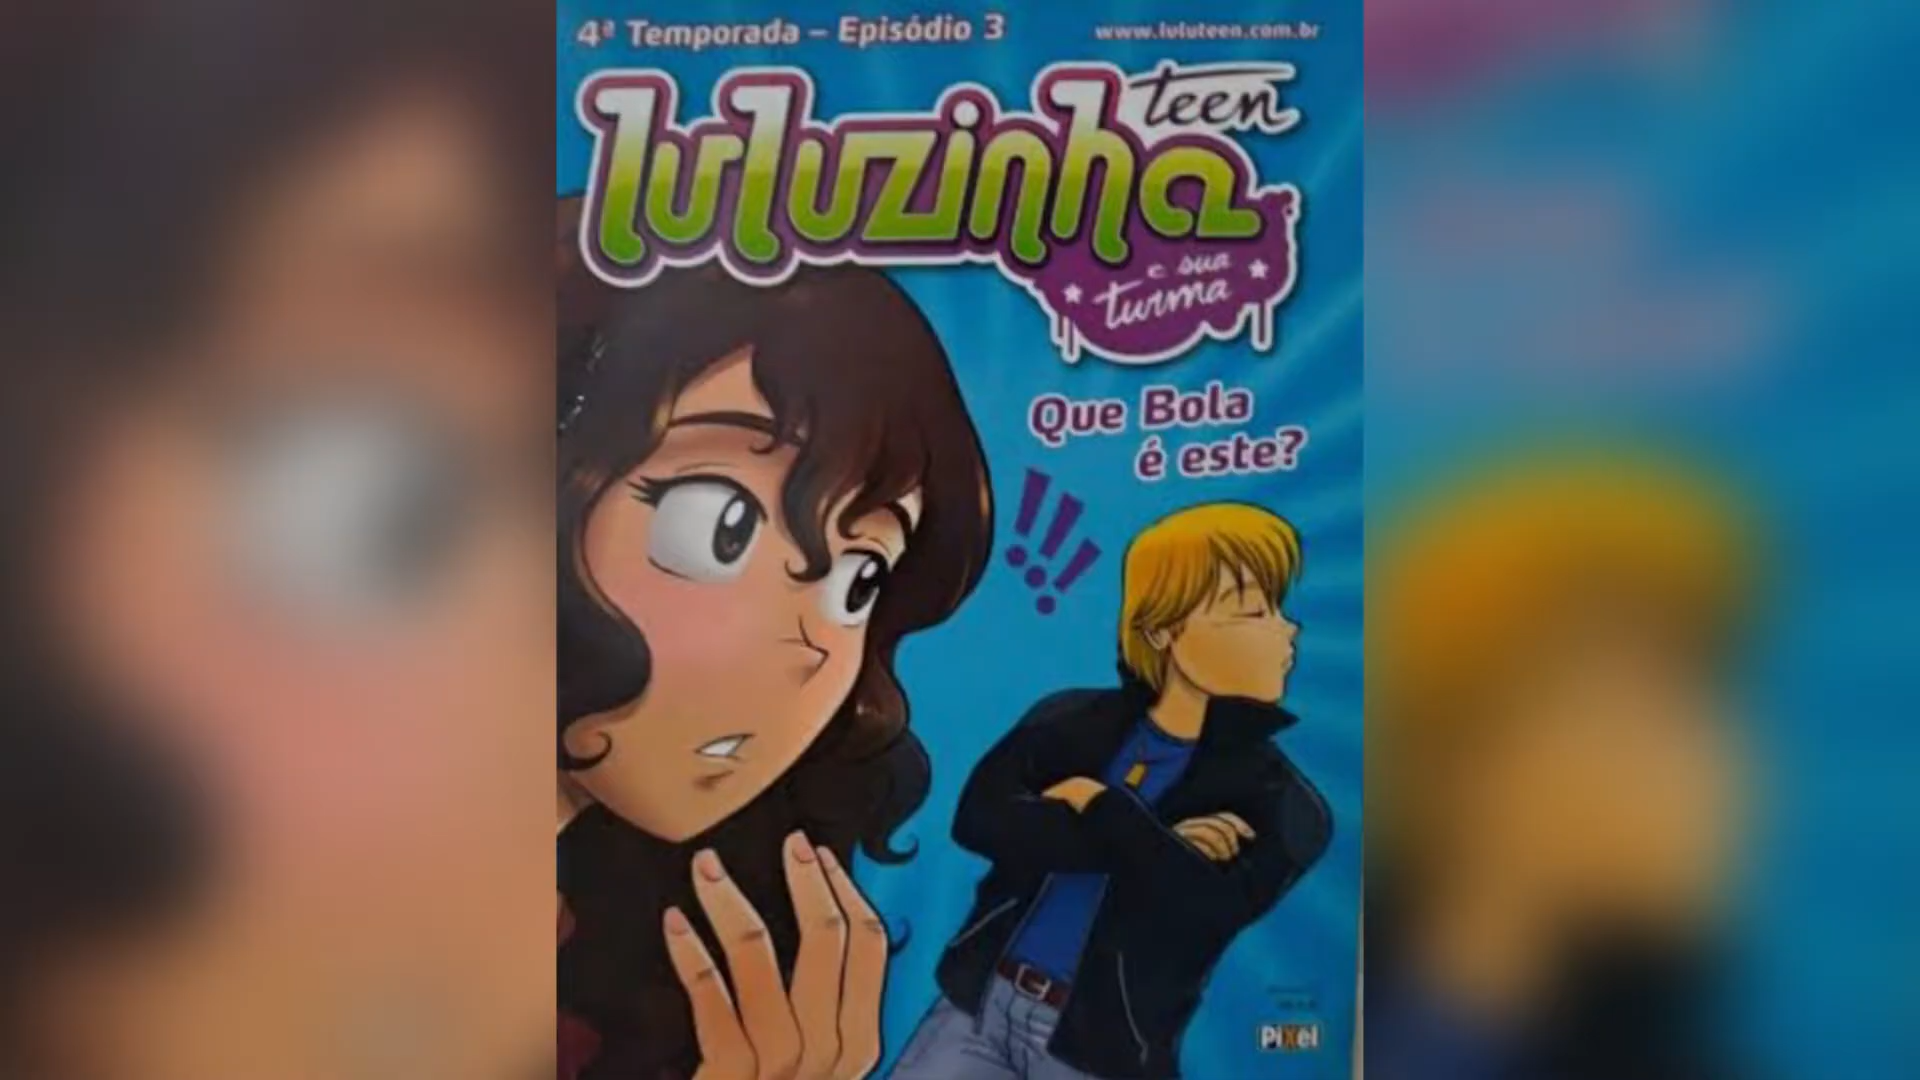 4ª Temporada – Episódio 3
www.luluteen.com.br
luluzinha teen
e sua
turma
Que Bola
é este?
!!!
Pixel